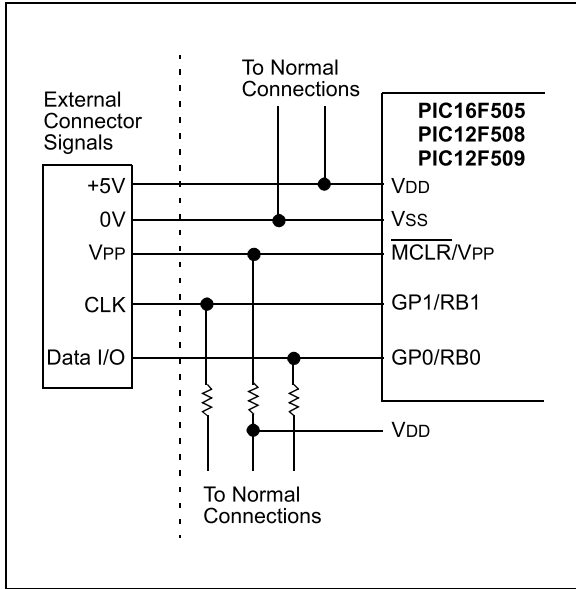 To Normal
Connections
External
Connector
Signals
PIC16F505
PIC12F508
PIC12F509
+5V
VDD
0V
VSS
VPP
MCLR/VPP
CLK
GP1/RB1
Data I/O
GP0/RB0
VDD
To Normal
Connections